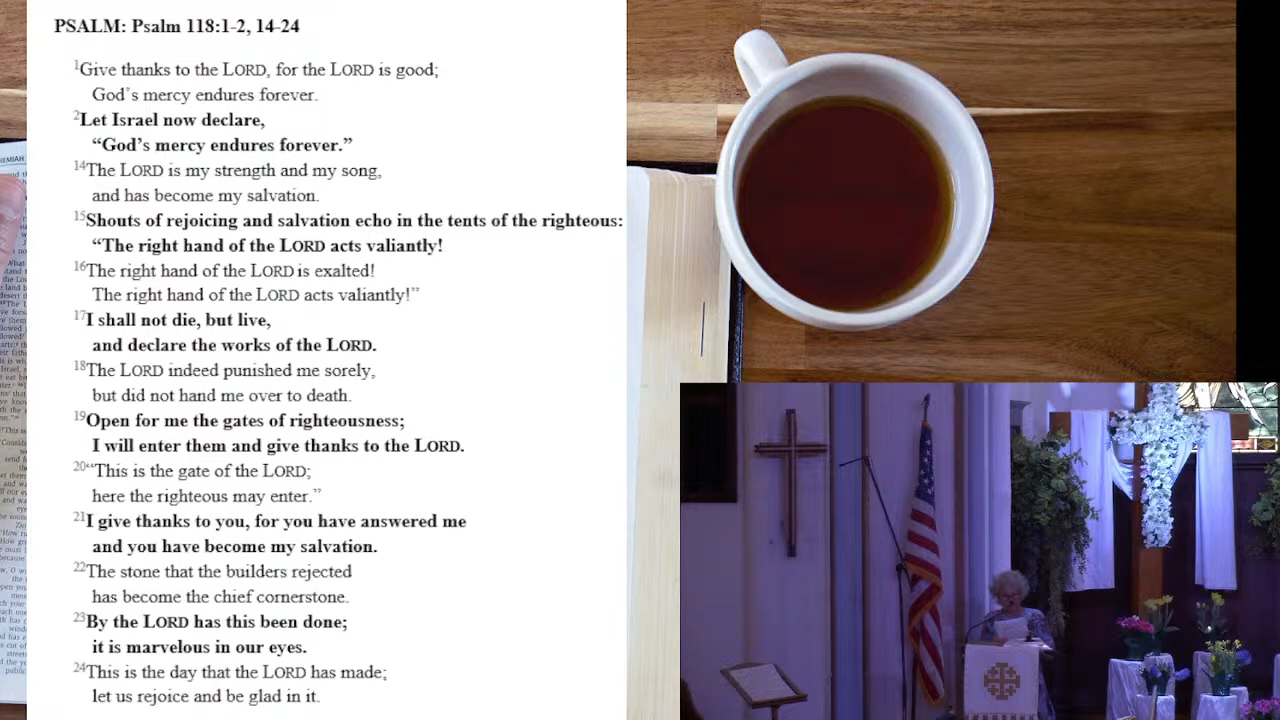 PSALM: Psalm 118:1-2, 14-24
¹Give thanks to the LORD, for the LORD is good;
God's mercy endures forever.
²Let Israel now declare,
“God's mercy endures forever.”
¹⁴The LORD is my strength and my song,
and has become my salvation.
¹⁵Shouts of rejoicing and salvation echo in the tents of the righteous:
“The right hand of the LORD acts valiantly!
¹⁶The right hand of the LORD is exalted!
The right hand of the LORD acts valiantly!”
¹⁷I shall not die, but live,
and declare the works of the LORD.
¹⁸The LORD indeed punished me sorely,
but did not hand me over to death.
¹⁹Open for me the gates of righteousness;
I will enter them and give thanks to the LORD.
²⁰“This is the gate of the LORD;
here the righteous may enter.”
²¹I give thanks to you, for you have answered me
and you have become my salvation.
²²The stone that the builders rejected
has become the chief cornerstone.
²³By the LORD has this been done;
it is marvelous in our eyes.
²⁴This is the day that the LORD has made;
let us rejoice and be glad in it.